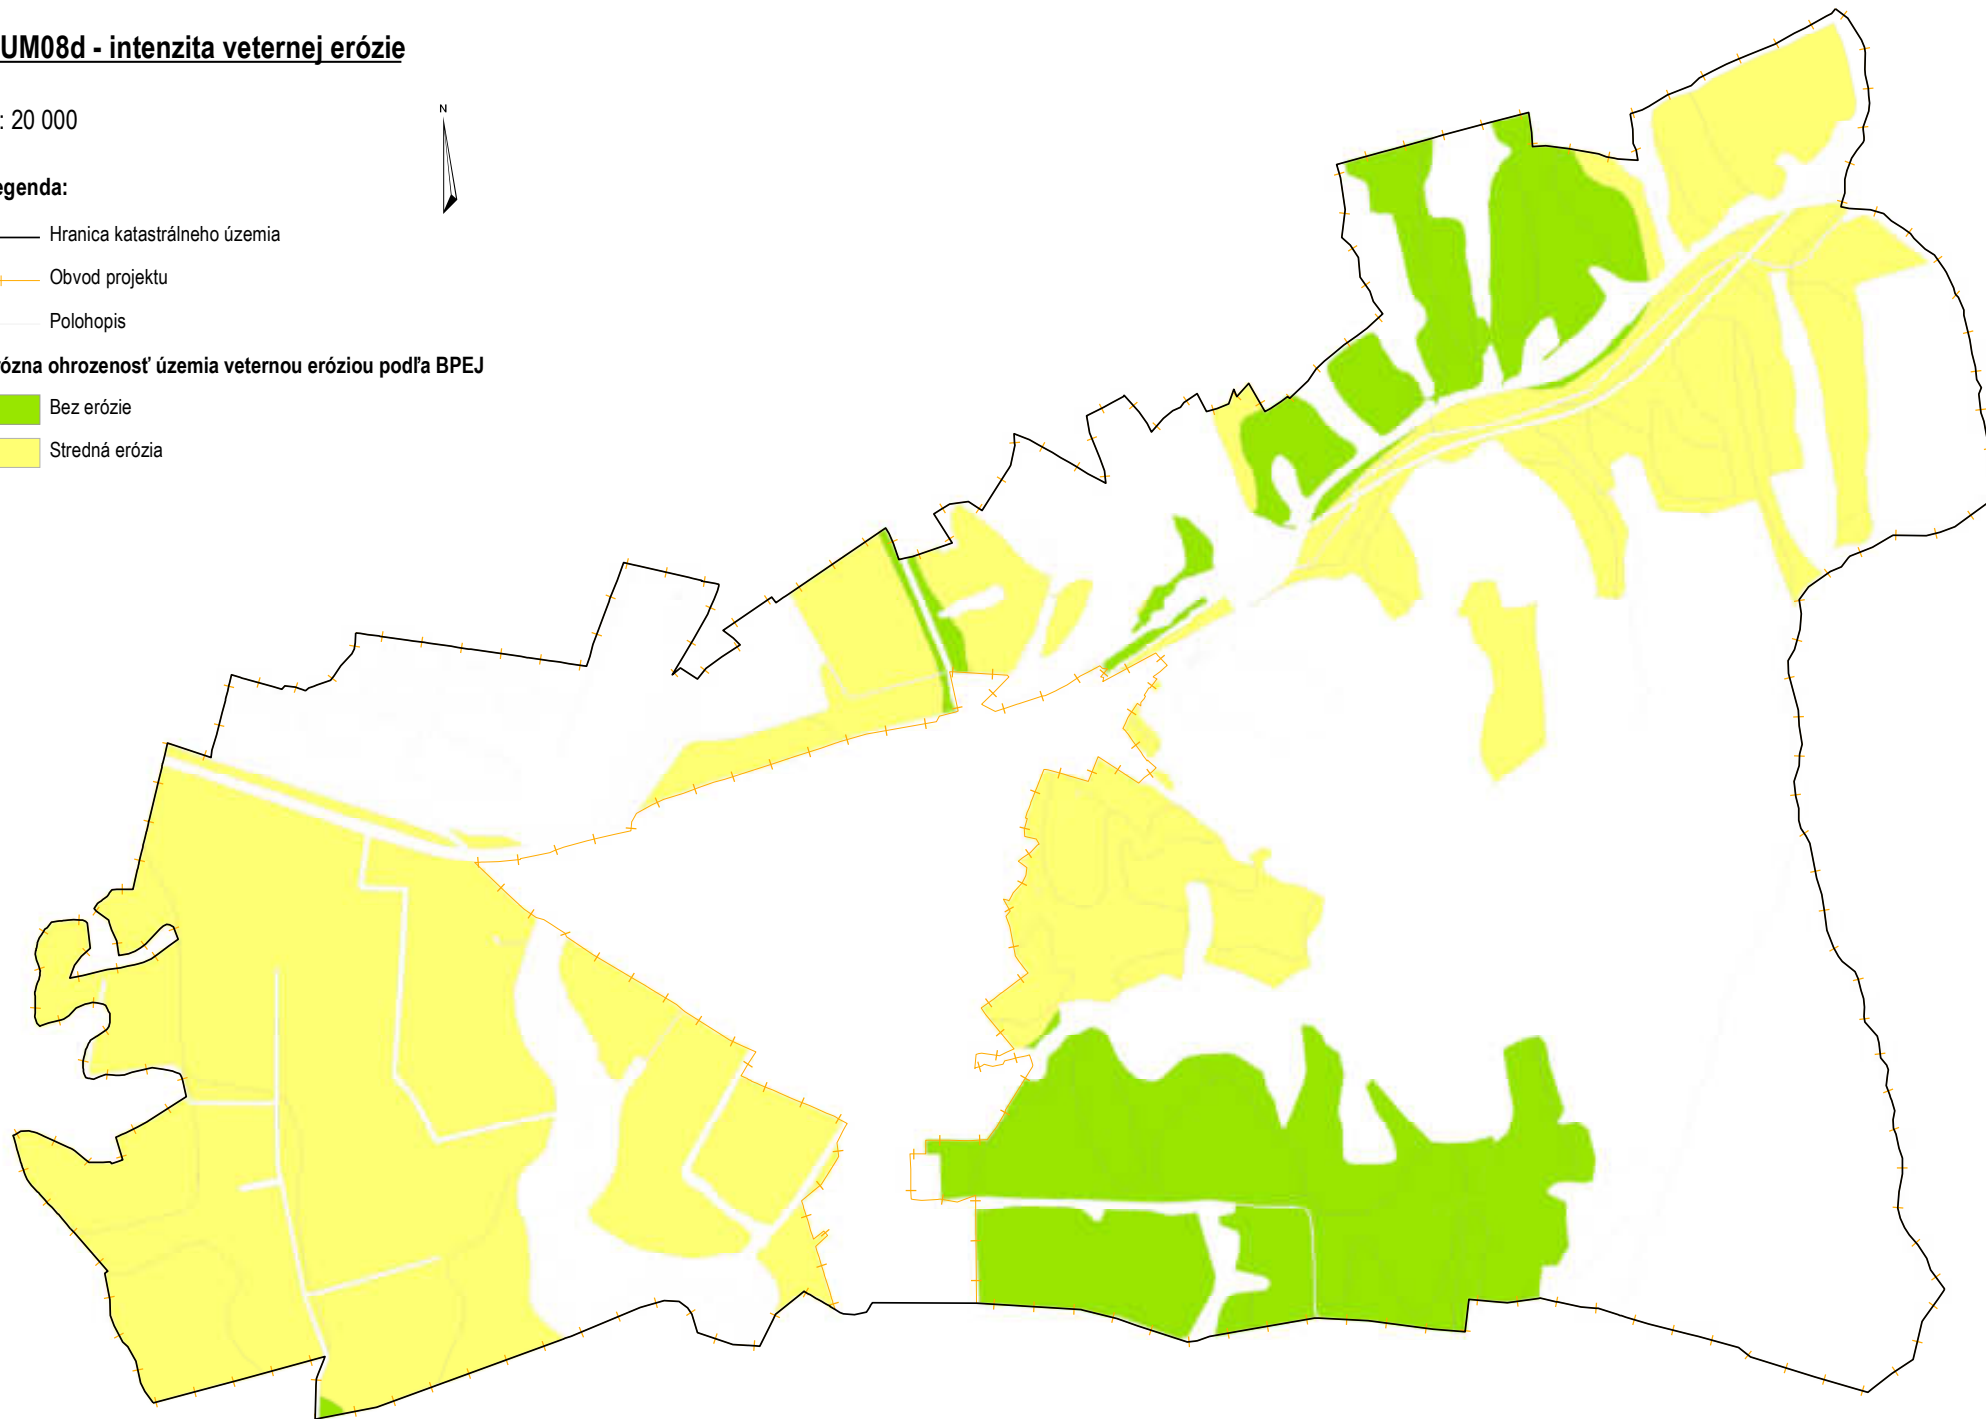 UM08d - intenzita veternej erózie
N
: 20 000
egenda:
Hranica katastrálneho územia
Obvod projektu
Polohopis
rózna ohrozenosť územia veternou eróziou podľa BPEJ
Bez erózie
Stredná erózia